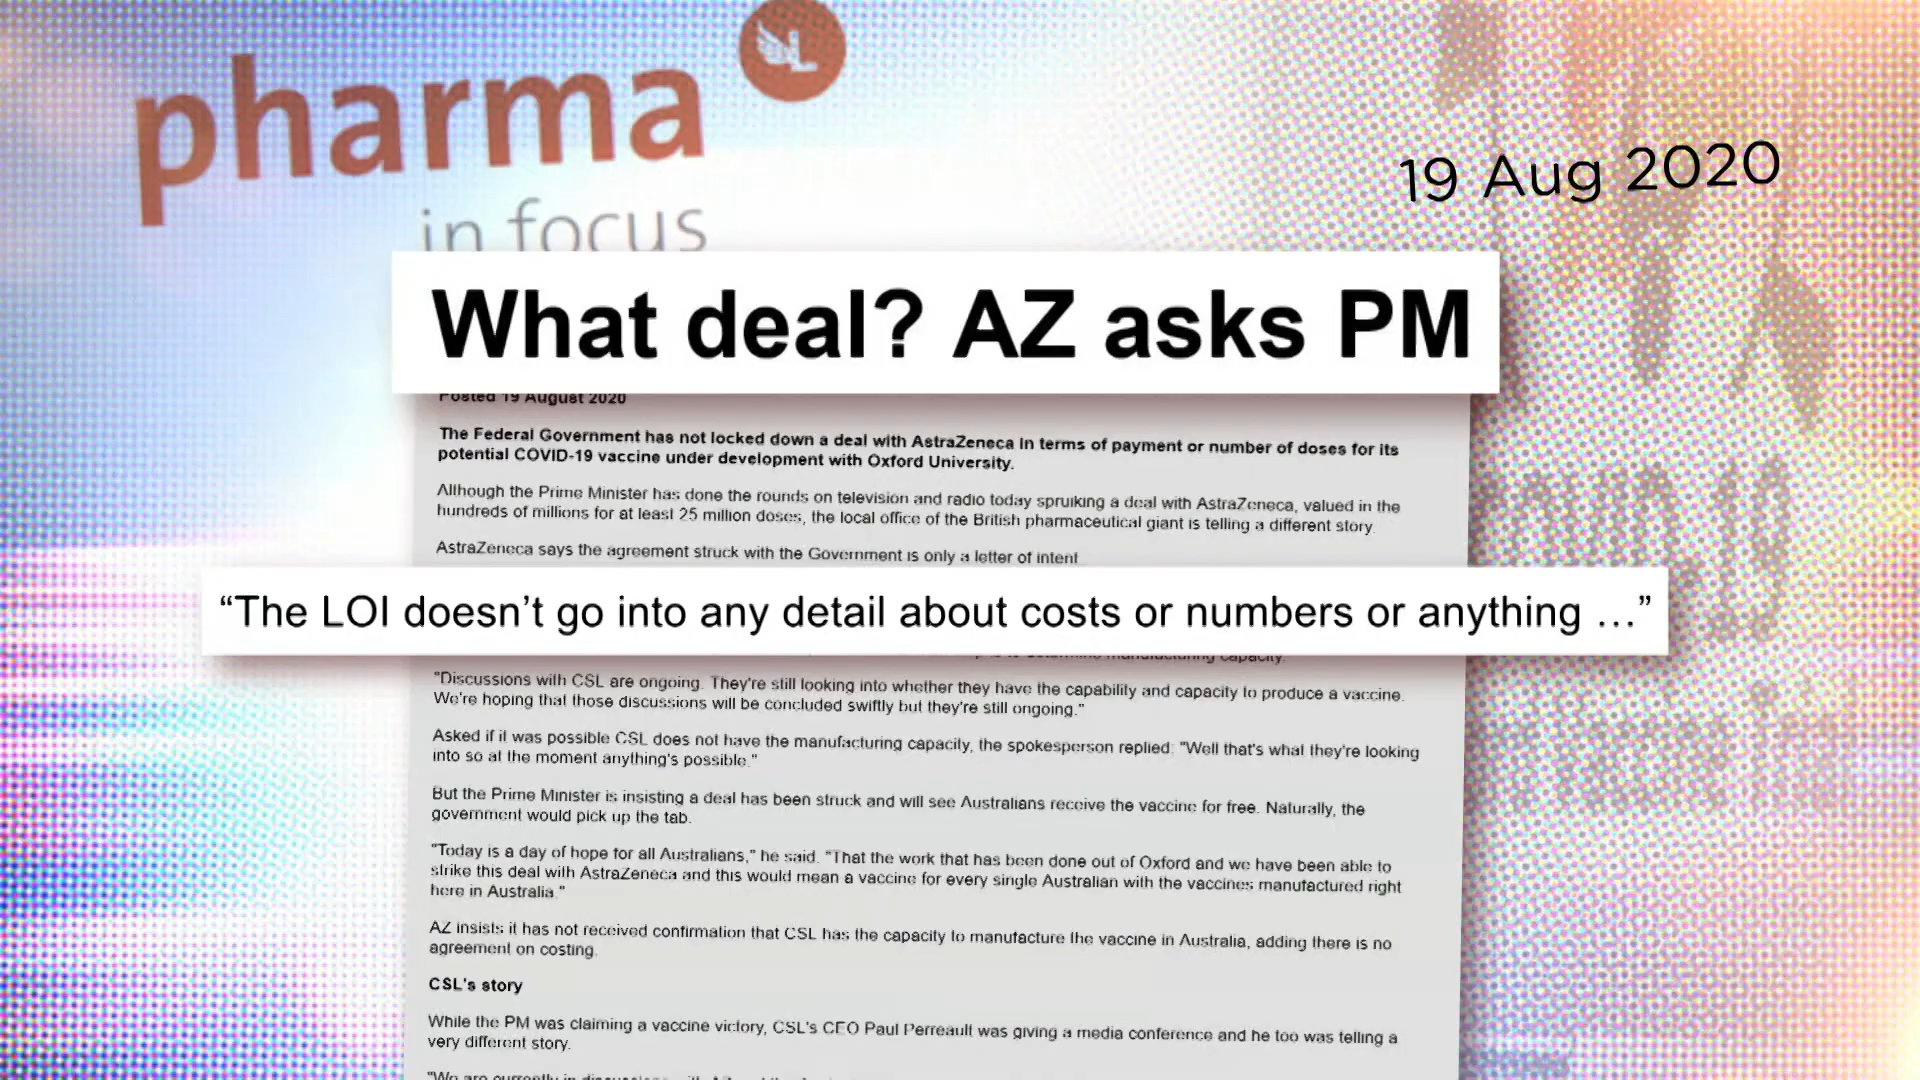 pharma
in focus
19 Aug 2020
What deal? AZ asks PM
Posted 19 August 2020
The Federal Government has not locked down a deal with AstraZeneca in terms of payment or number of doses for its
potential COVID-19 vaccine under development with Oxford University.
Although the Prime Minister has done the rounds on television and radio today spruiking a deal with AstraZeneca, valued in the
hundreds of millions for at least 25 million doses, the local office of the British pharmaceutical giant is telling a different story.
AstraZeneca says the agreement struck with the Government is only a letter of intent
“The LOI doesn’t go into any detail about costs or numbers or anything …”
to determine manufacturing capacity.
"Discussions with CSL are ongoing. They're still looking into whether they have the capability and capacity to produce a vaccine.
We're hoping that those discussions will be concluded swiftly but they're still ongoing."
Asked if it was possible CSL does not have the manufacturing capacity, the spokesperson replied: "Well that's what they're looking
into so at the moment anything's possible."
But the Prime Minister is insisting a deal has been struck and will see Australians receive the vaccine for free. Naturally, the
government would pick up the tab.
"Today is a day of hope for all Australians," he said. "That the work that has been done out of Oxford and we have been able to
strike this deal with AstraZeneca and this would mean a vaccine for every single Australian with the vaccines manufactured right
here in Australia."
AZ insists it has not received confirmation that CSL has the capacity to manufacture the vaccine in Australia, adding there is no
agreement on costing.
CSL's story
While the PM was claiming a vaccine victory, CSL's CEO Paul Perreault was giving a media conference and he too was telling a
very different story.
"We are currently in discussions